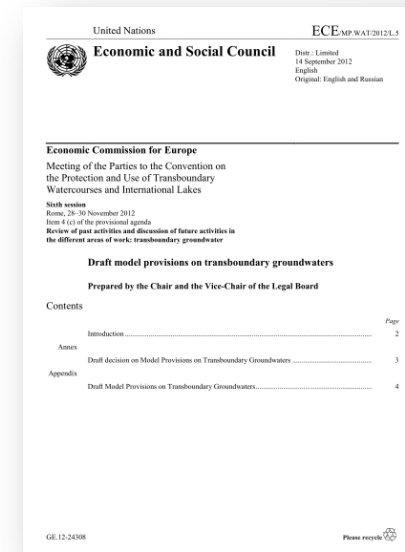 United Nations
ECE/MP.WAT/2012/L.5
Economic and Social Council
Distr.: Limited
14 September 2012
English
Original: English and Russian
Economic Commission for Europe
Meeting of the Parties to the Convention on
the Protection and Use of Transboundary
Watercourses and International Lakes
Sixth session
Rome, 28–30 November 2012
Item 4 (c) of the provisional agenda
Review of past activities and discussion of future activities in
the different areas of work: transboundary groundwater
Draft model provisions on transboundary groundwaters
Prepared by the Chair and the Vice-Chair of the Legal Board
Contents
Page
Introduction 2
Annex
Draft decision on Model Provisions on Transboundary Groundwaters 3
Appendix
Draft Model Provisions on Transboundary Groundwaters 4
GE.12-24308
Please recycle